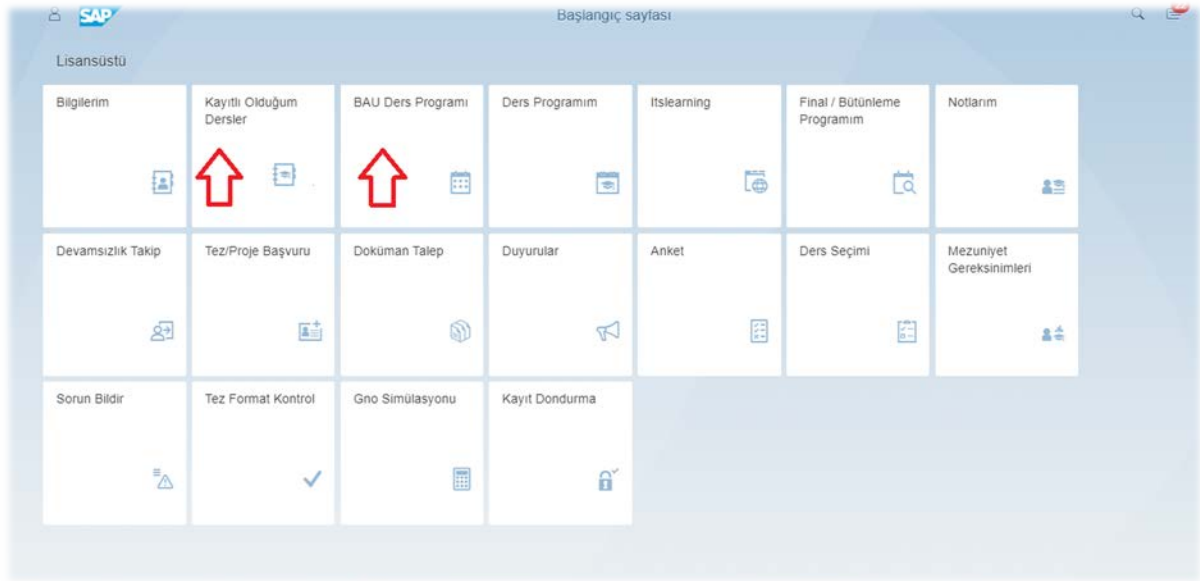 SAP
Başlangıç sayfası
Lisansüstü
Bilgilerim
Kayıtlı Olduğum
Dersler
BAU Ders Programı
Ders Programım
Itslearning
Final / Bütünleme
Programım
Notlarım
Devamsızlık Takip
Tez/Proje Başvuru
Doküman Talep
Duyurular
Anket
Ders Seçimi
Mezuniyet
Gereksinimleri
Sorun Bildir
Tez Format Kontrol
Gno Simülasyonu
Kayıt Dondurma